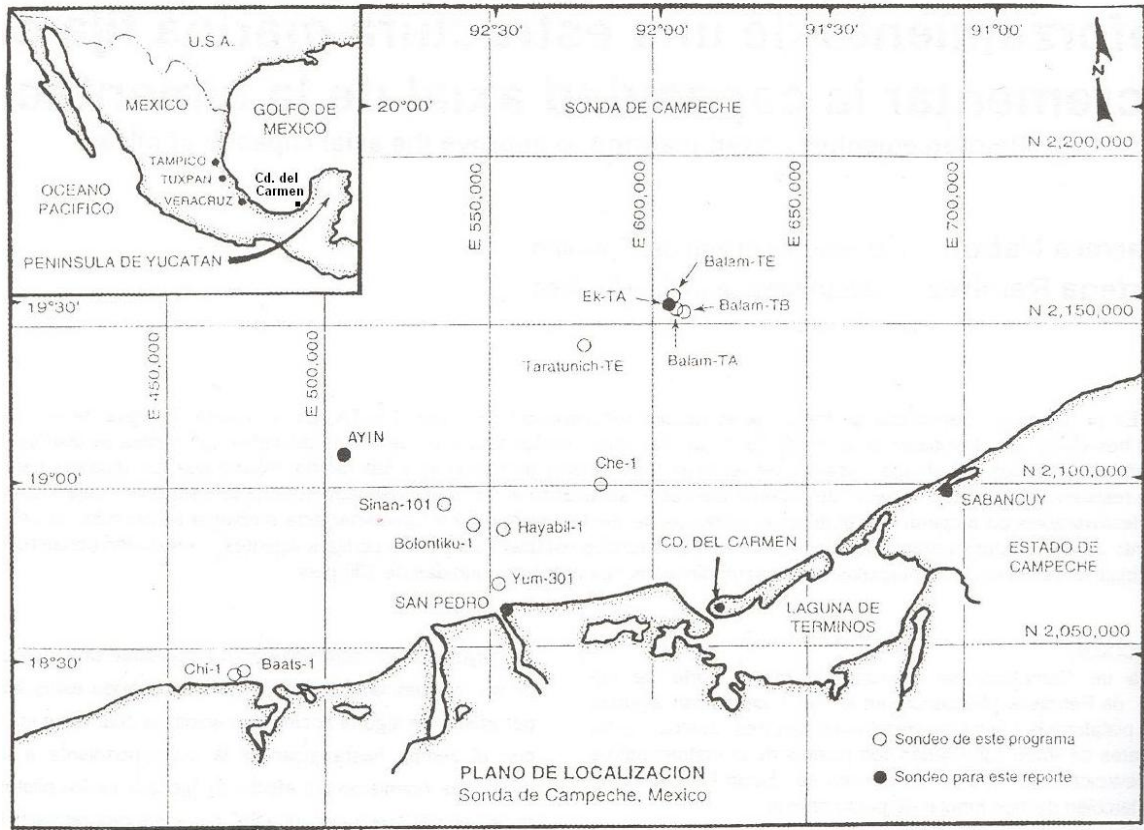 92°30'
92°00'
91°30'
91°00'
U.S.A.
MEXICO
GOLFO DE
MEXICO
TAMPICO
TUXPAN
VERACRUZ
Cd. del
Carmen
OCEANO
PACIFICO
PENINSULA DE YUCATAN
20°00'
SONDA DE CAMPECHE
N
N 2,200,000
E 550,000
E 600,000
E 650,000
E 700,000
Balam-TE
Ek-TA
Balam-TB
Balam-TA
19°30'
N 2,150,000
Taratunich-TE
E 450,000
E 500,000
AYIN
Che-1
N 2,100,000
19°00'
Sinan-101
SABANCUY
Bolontiku-1
Hayabil-1
CO. DEL CARMEN
ESTADO DE
CAMPECHE
Yum-301
SAN PEDRO
LAGUNA DE
TERMINOS
N 2,050,000
18°30'
Chi-1
Baats-1
Sondeo de este programa
Sondeo para este reporte
PLANO DE LOCALIZACION
Sonda de Campeche, Mexico